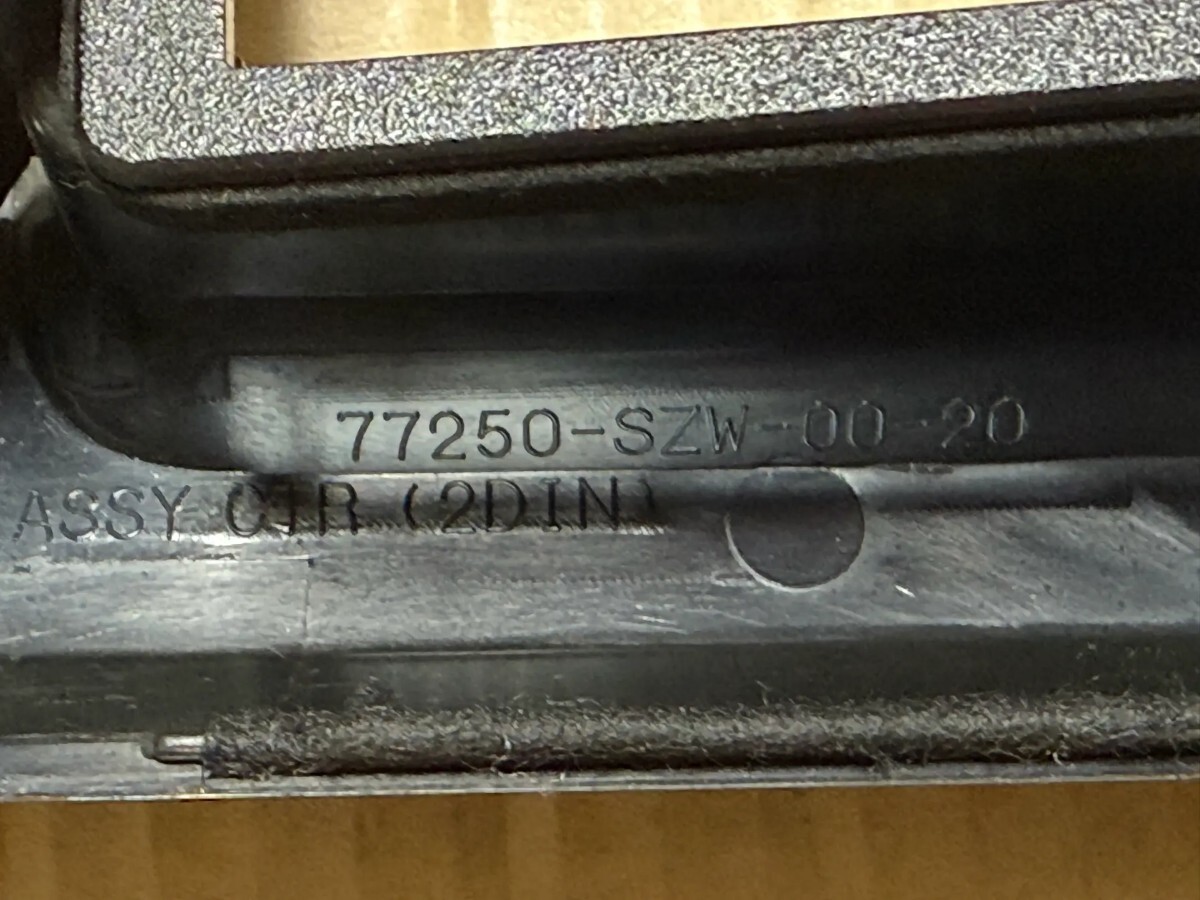 77250-SZW-00-20
ASSY CTR (2DIN)